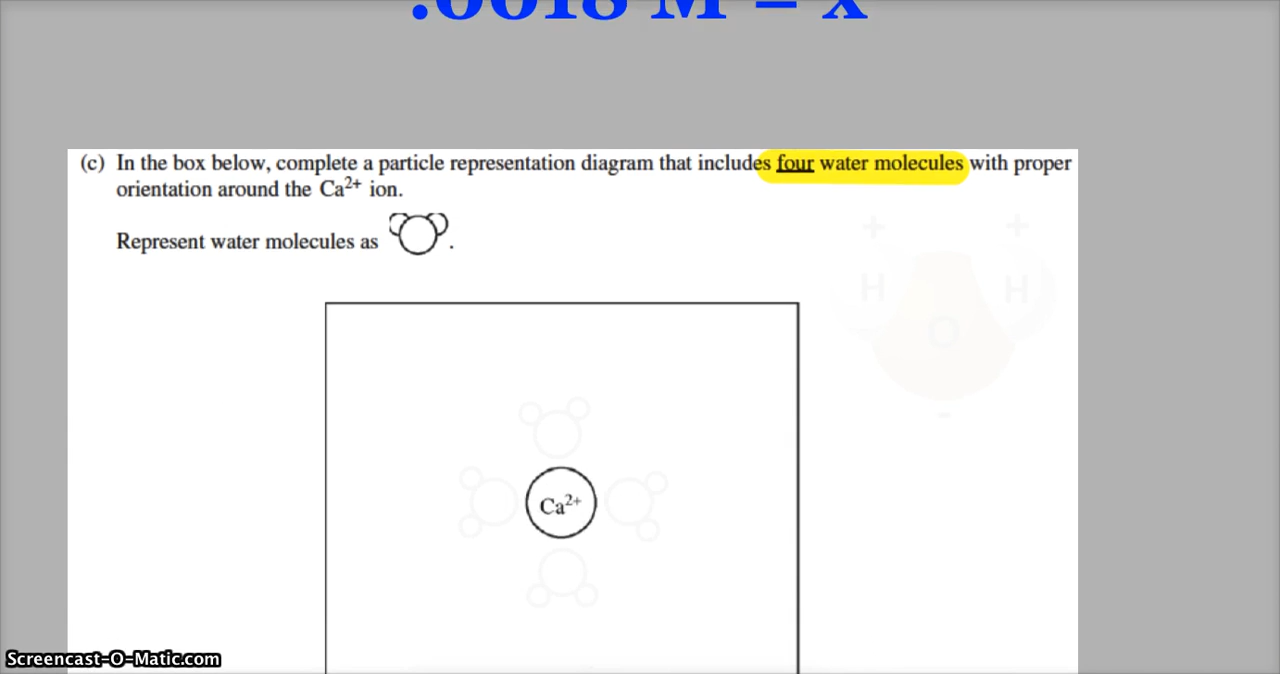 .0018 M = x
(c) In the box below, complete a particle representation diagram that includes four water molecules with proper
orientation around the Ca2+ ion.
Represent water molecules as .
+ +
H H
O
-
Ca2+
Screencast-O-Matic.com